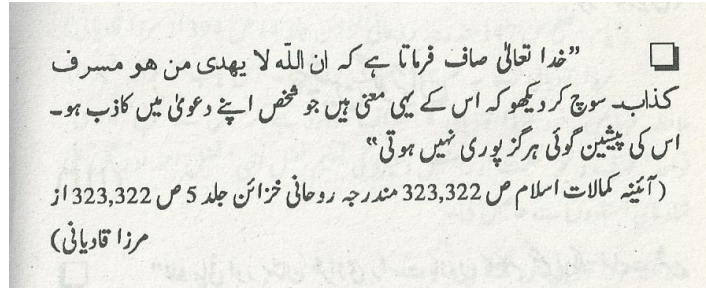 "خدا تعالیٰ صاف فرماتا ہے کہ ان اللّٰہ لا یھدی من ھو مسرف
کذاب۔ سوچ کر دیکھو کہ اس کے یہی معنی ہیں جو شخص اپنے دعویٰ میں کاذب ہو۔
اس کی پیشین گوئی ہرگز پوری نہیں ہوتی"
(آئینہ کمالات اسلام ص 323,322 مندرجہ روحانی خزائن جلد 5 ص 323,322 از
مرزا قادیانی)